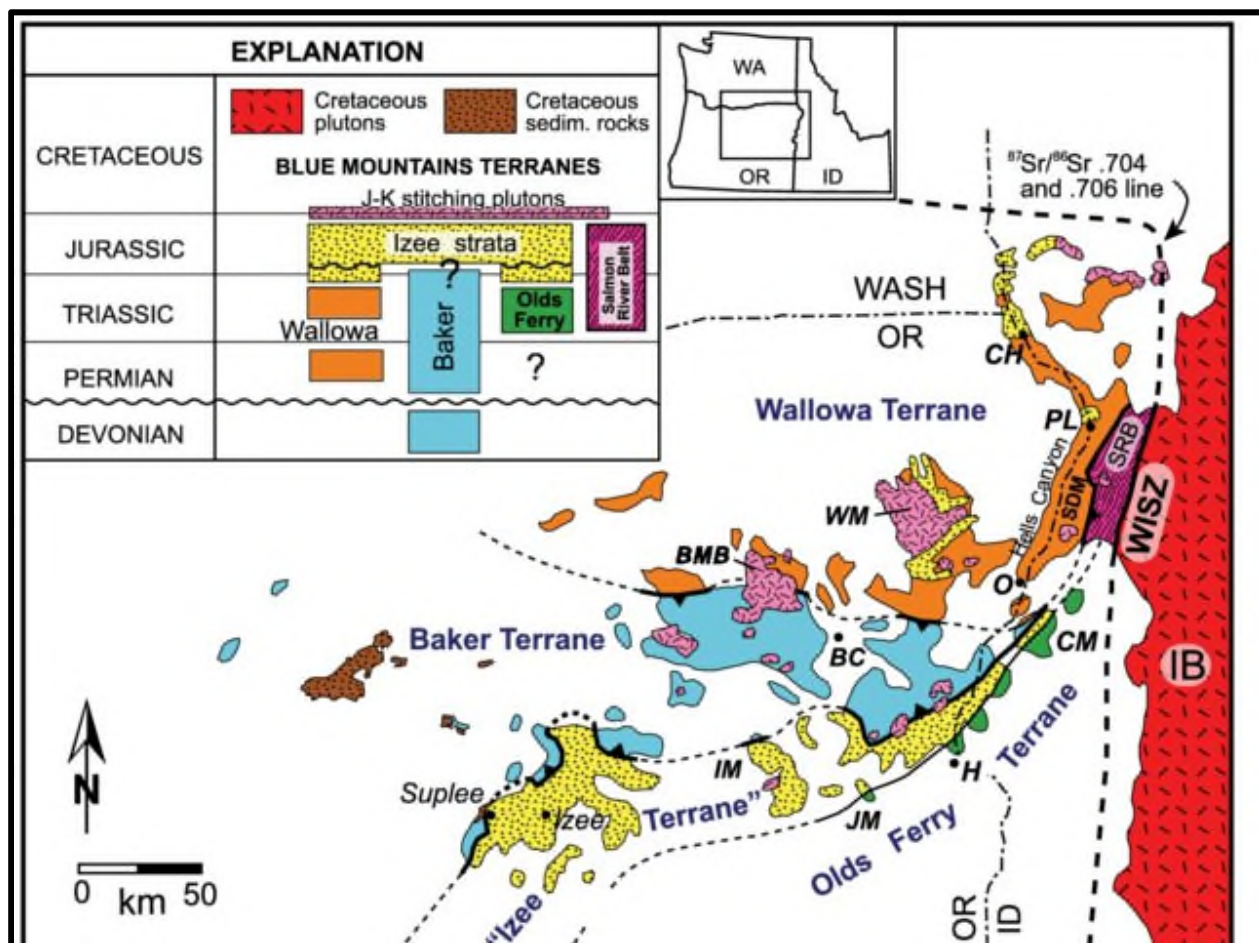 EXPLANATION
CRETACEOUS
Cretaceous
plutons
Cretaceous
sedim. rocks
BLUE MOUNTAINS TERRANES
J-K stitching plutons
JURASSIC
Izee strata
?
Salmon
River Belt
TRIASSIC
Wallowa
Baker
Olds
Ferry
PERMIAN
?
DEVONIAN
WA
OR
ID
87Sr/86Sr .704
and .706 line
WASH
OR
CH
Wallowa Terrane
PL
SRB
Hells Canyon
SDM
WISZ
WM
BMB
O
Baker Terrane
BC
CM
IB
N
Suplee
Izee
IM
Terrane”
H
Terrane
JM
Olds Ferry
“Izee
0 50
km
OR
ID